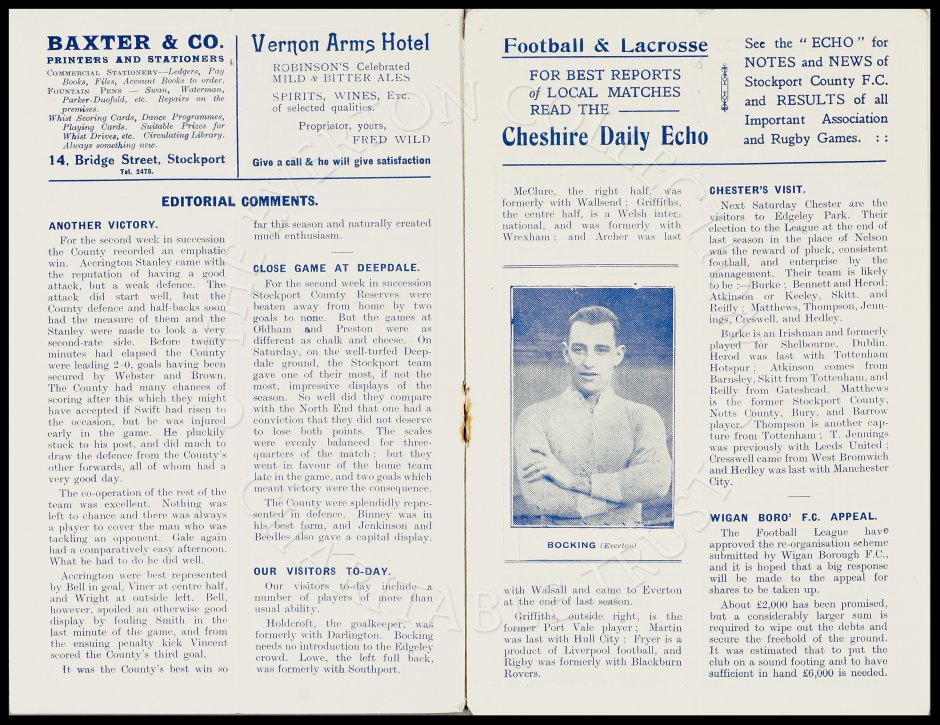 BAXTER & CO.
PRINTERS AND STATIONERS
COMMERCIAL STATIONERY—Ledgers, Pay
Books, Files, Account Books to order.
FOUNTAIN PENS — Swan, Waterman,
Parker-Duofold, etc. Repairs on the
premises.
Whist Scoring Cards, Dance Programmes,
Playing Cards. Suitable Prizes for
Whist Drives, etc. Circulating Library.
Always something new.
14, Bridge Street, Stockport
Tel. 2478.
Vernon Arms Hotel
ROBINSON'S Celebrated
MILD & BITTER ALES
SPIRITS, WINES, ETC.
of selected qualities.
Proprietor, yours,
FRED WILD
Give a call & he will give satisfaction
EDITORIAL COMMENTS.
ANOTHER VICTORY.
For the second week in succession
the County recorded an emphatic
win. Accrington Stanley came with
the reputation of having a good
attack, but a weak defence. The
attack did start well, but the
County defence and half-backs soon
had the measure of them and the
Stanley were made to look a very
second-rate side. Before twenty
minutes had elapsed the County
were leading 2-0, goals having been
secured by Webster and Brown.
The County had many chances of
scoring after this which they might
have accepted if Swift had risen to
the occasion, but he was injured
early in the game. He pluckily
stuck to his post, and did much to
draw the defence from the County's
other forwards, all of whom had a
very good day.
The co-operation of the rest of the
team was excellent. Nothing was
left to chance and there was always
a player to cover the man who was
tackling an opponent. Gale again
had a comparatively easy afternoon.
What he had to do he did well.
Accrington were best represented
by Bell in goal, Viner at centre half,
and Wright at outside left. Bell,
however, spoiled an otherwise good
display by fouling Smith in the
last minute of the game, and from
the ensuing penalty kick Vincent
scored the County's third goal.
It was the County's best win so
far this season and naturally created
much enthusiasm.
CLOSE GAME AT DEEPDALE.
For the second week in succession
Stockport County Reserves were
beaten away from home by two
goals to none. But the games at
Oldham and Preston were as
different as chalk and cheese. On
Saturday, on the well-turfed Deep-
dale ground, the Stockport team
gave one of their most, if not the
most, impressive displays of the
season. So well did they compare
with the North End that one had a
conviction that they did not deserve
to lose both points. The scales
were evenly balanced for three-
quarters of the match; but they
went in favour of the home team
late in the game, and two goals which
meant victory were the consequence.
The County were splendidly repre-
sented in defence. Binney was in
his best form, and Jenkinson and
Beedles also gave a capital display.
OUR VISITORS TO-DAY.
Our visitors to-day include a
number of players of more than
usual ability.
Holdcroft, the goalkeeper, was
formerly with Darlington. Bocking
needs no introduction to the Edgeley
crowd. Lowe, the left full back,
was formerly with Southport.
Football & Lacrosse
FOR BEST REPORTS
of LOCAL MATCHES
READ THE
Cheshire Daily Echo
See the "ECHO" for
NOTES and NEWS of
Stockport County F.C.
and RESULTS of all
Important Association
and Rugby Games. : :
McClure, the right half, was
formerly with Wallsend; Griffiths,
the centre half, is a Welsh inter-
national, and was formerly with
Wrexham; and Archer was last
BOCKING (Everton)
with Walsall and came to Everton
at the end of last season.
Griffiths, outside right, is the
former Port Vale player; Martin
was last with Hull City; Fryer is a
product of Liverpool football, and
Rigby was formerly with Blackburn
Rovers.
CHESTER'S VISIT.
Next Saturday Chester are the
visitors to Edgeley Park. Their
election to the League at the end of
last season in the place of Nelson
was the reward of pluck, consistent
football, and enterprise by the
management. Their team is likely
to be :—Burke; Bennett and Herod;
Atkinson or Keeley, Skitt, and
Reilly; Matthews, Thompson, Jenn-
ings, Creswell, and Hedley.
Burke is an Irishman and formerly
played for Shelbourne, Dublin.
Herod was last with Tottenham
Hotspur; Atkinson comes from
Barnsley, Skitt from Tottenham, and
Reilly from Gateshead. Matthews
is the former Stockport County,
Notts County, Bury, and Barrow
player. Thompson is another cap-
ture from Tottenham; T. Jennings
was previously with Leeds United;
Cresswell came from West Bromwich
and Hedley was last with Manchester
City.
WIGAN BORO' F.C. APPEAL.
The Football League have
approved the re-organisation scheme
submitted by Wigan Borough F.C.,
and it is hoped that a big response
will be made to the appeal for
shares to be taken up.
About £2,000 has been promised,
but a considerably larger sum is
required to wipe out the debts and
secure the freehold of the ground.
It was estimated that to put the
club on a sound footing and to have
sufficient in hand £6,000 is needed.